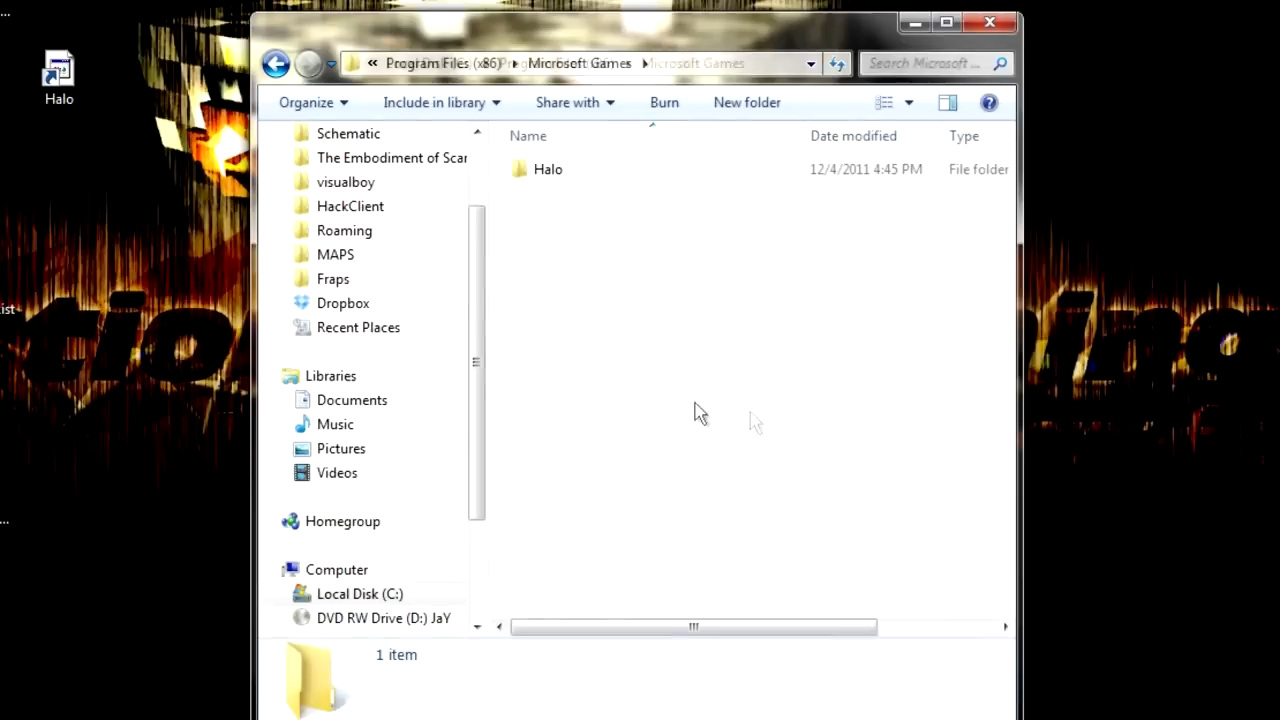 ...
Halo
« Program Files (x86) ▸ Microsoft Games ▸
Search Microsoft ...
Organize Include in library Share with Burn New folder
Name Date modified Type
Halo 12/4/2011 4:45 PM File folder
Schematic
The Embodiment of Scar
visualboy
HackClient
Roaming
MAPS
Fraps
Dropbox
Recent Places
Libraries
Documents
Music
Pictures
Videos
Homegroup
Computer
Local Disk (C:)
DVD RW Drive (D:) JaY
1 item
ist
...
tio
ing